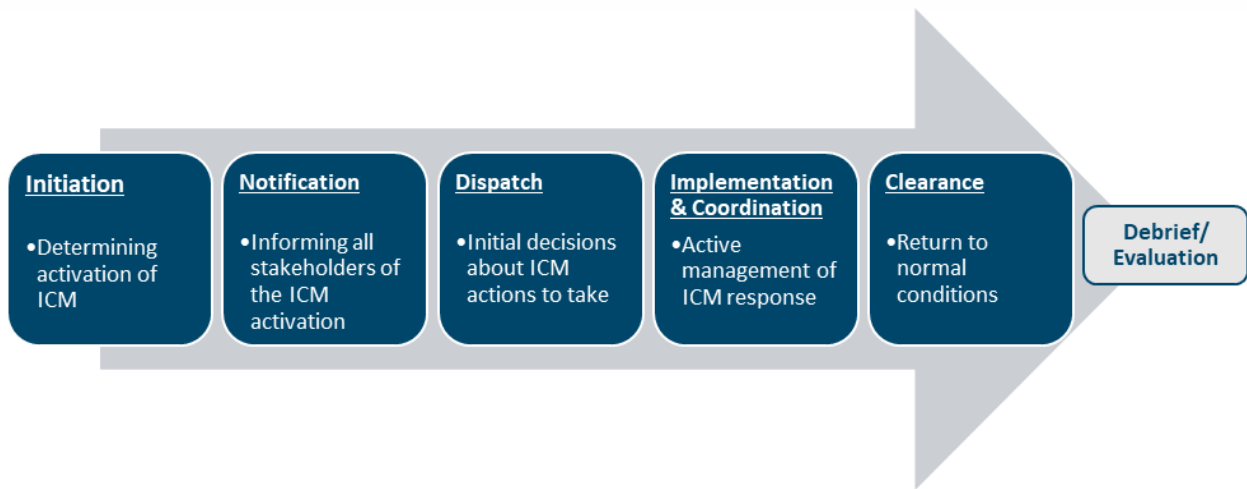 Initiation
•Determining
activation of
ICM
Notification
•Informing all
stakeholders of
the ICM
activation
Dispatch
•Initial decisions
about ICM
actions to take
Implementation
& Coordination
•Active
management of
ICM response
Clearance
•Return to
normal
conditions
Debrief/
Evaluation